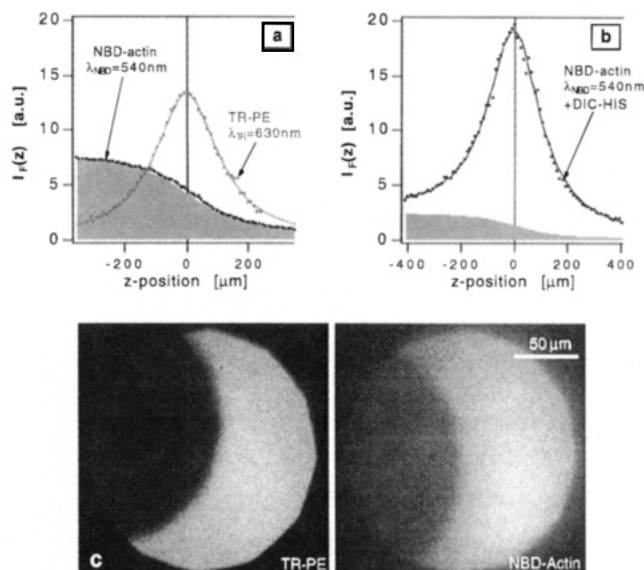 a
I_F(z) [a.u.]
20
15
10
5
0
NBD-actin
λNBD=540nm
TR-PE
λTR=630nm
-200
0
200
z-position [μm]
b
I_F(z) [a.u.]
20
15
10
5
0
NBD-actin
λNBD=540nm
+DIC-HIS
-400
-200
0
200
400
z-position [μm]
c
TR-PE
50 μm
NBD-Actin